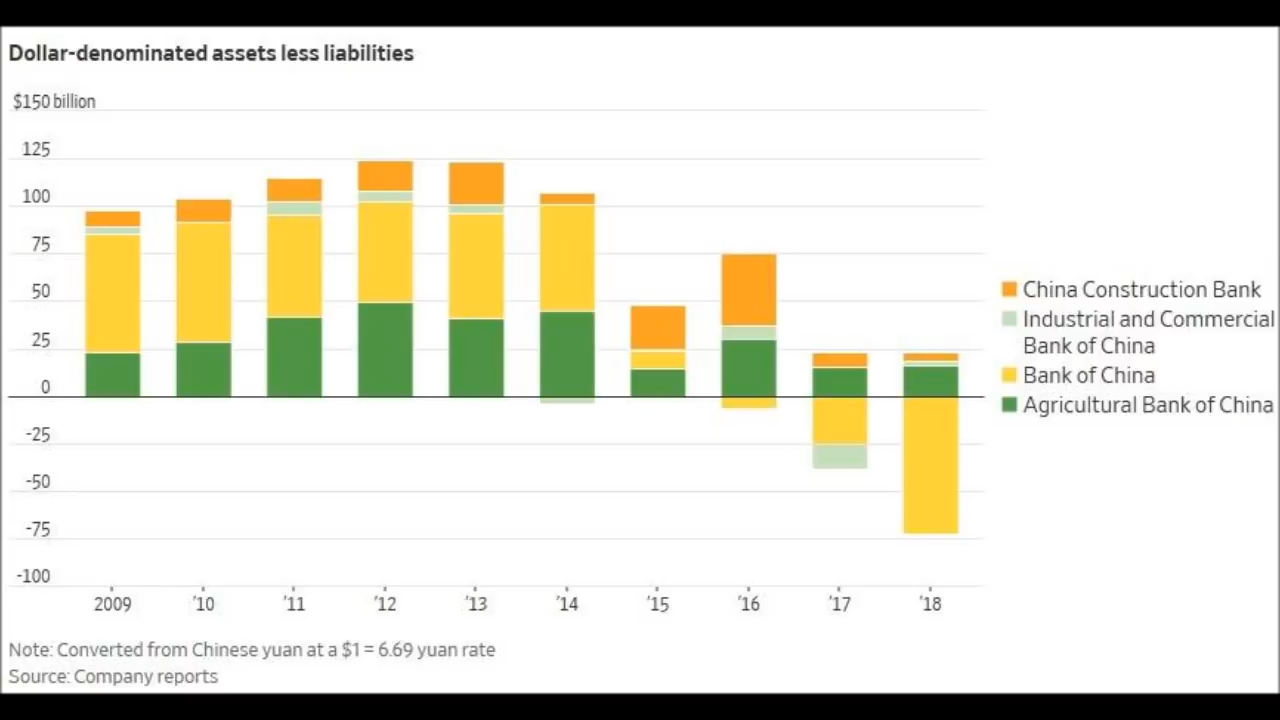 Dollar-denominated assets less liabilities
$150 billion
125
100
75
50
25
0
-25
-50
-75
-100
2009 '10 '11 '12 '13 '14 '15 '16 '17 '18
China Construction Bank
Industrial and Commercial
Bank of China
Bank of China
Agricultural Bank of China
Note: Converted from Chinese yuan at a $1 = 6.69 yuan rate
Source: Company reports